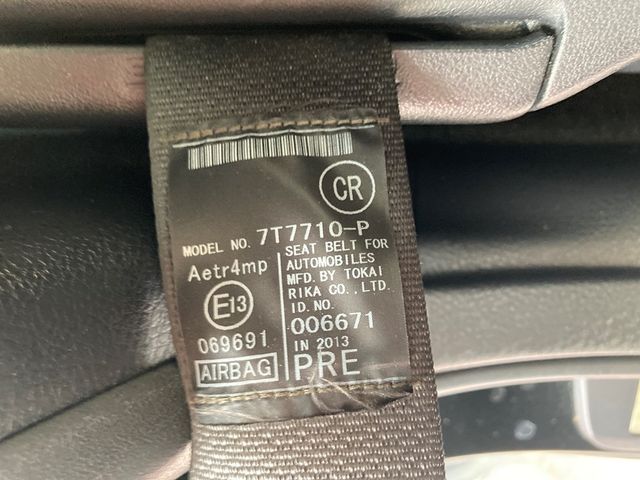 CR
MODEL NO. 7T7710-P
Aetr4mp
E13
069691
AIRBAG
SEAT BELT FOR
AUTOMOBILES
MFD. BY TOKAI
RIKA CO., LTD.
ID. NO.
006671
IN 2013
PRE